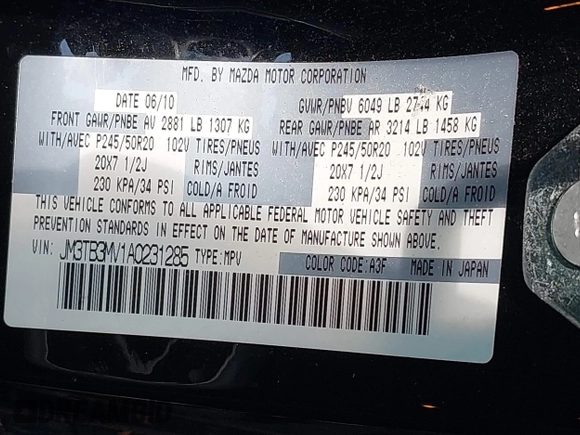 MFD. BY MAZDA MOTOR CORPORATION
DATE 06/10 GVWR/PNBV 6049 LB 2744 KG
FRONT GAWR/PNBE AV 2881 LB 1307 KG REAR GAWR/PNBE AR 3214 LB 1458 KG
WITH/AVEC P245/50R20 102V TIRES/PNEUS WITH/AVEC P245/50R20 102V TIRES/PNEUS
20X7 1/2J RIMS/JANTES 20X7 1/2J RIMS/JANTES
230 KPA/34 PSI COLD/A FROID 230 KPA/34 PSI COLD/A FROID
THIS VEHICLE CONFORMS TO ALL APPLICABLE FEDERAL MOTOR VEHICLE SAFETY AND THEFT
PREVENTION STANDARDS IN EFFECT ON THE DATE OF MANUFACTURE SHOWN ABOVE.
VIN: JM3TB3MV1A0231285 TYPE:MPV COLOR CODE:A3F MADE IN JAPAN